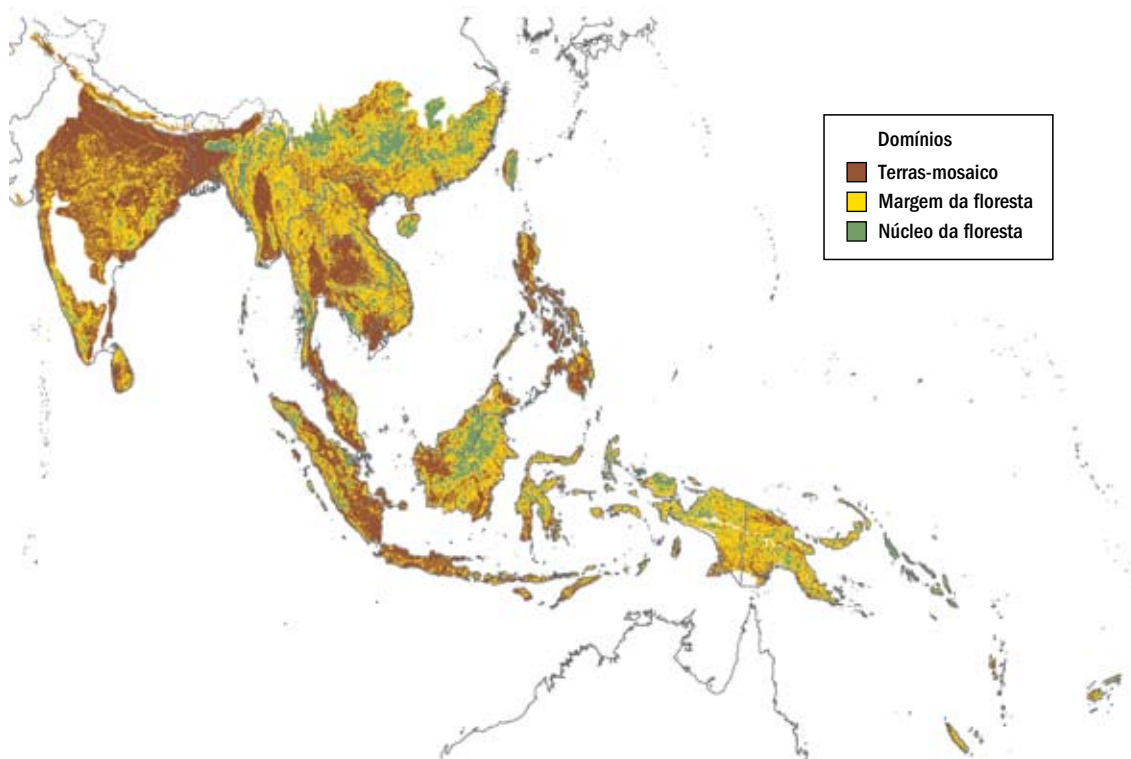 Domínios
Terras-mosaico
Margem da floresta
Núcleo da floresta